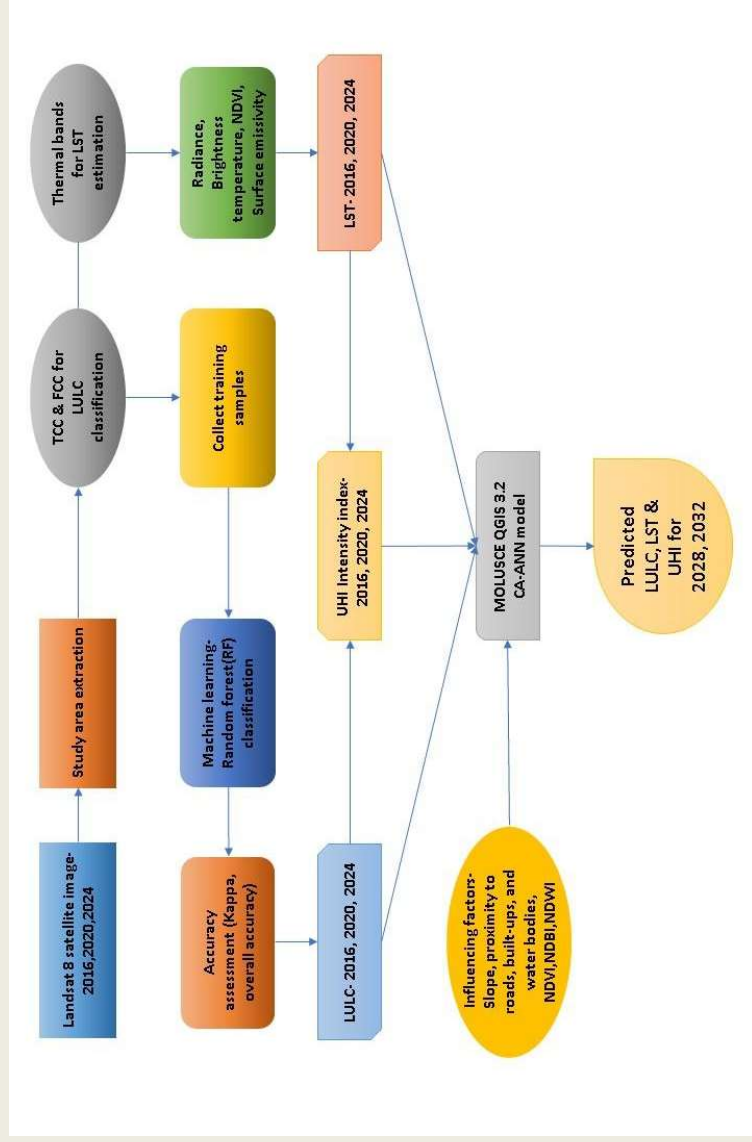 Landsat 8 satellite image-
2016,2020,2024
Study area extraction
TCC & FCC for
LULC
classification
Thermal bands
for LST
estimation
Accuracy
assessment (Kappa,
overall accuracy)
Machine learning-
Random forest(RF)
classification
Collect training
samples
Radiance,
Brightness
temperature, NDVI,
Surface emissivity
LULC- 2016, 2020, 2024
UHI Intensity index-
2016, 2020, 2024
LST- 2016, 2020, 2024
Influencing factors-
Slope, proximity to
roads, built-ups, and
water bodies,
NDVI,NDBI,NDWI
MOLUSCE QGIS 3.2
CA-ANN model
Predicted
LULC, LST &
UHI for
2028, 2032